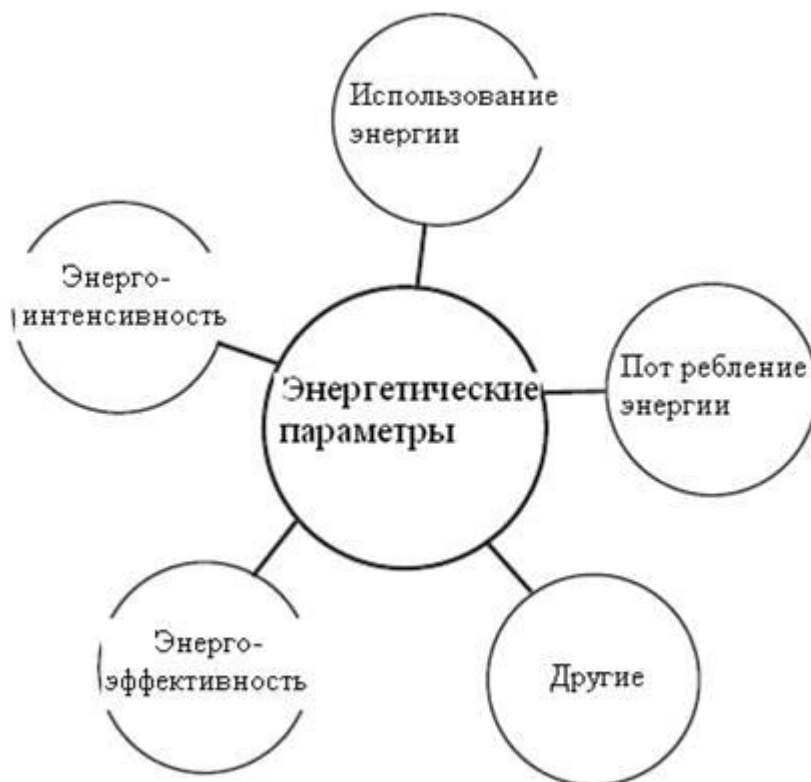 Использование
энергии
Энерго-
интенсивность
Энергетические
параметры
Пот ребление
энергии
Энерго-
эффективность
Другие